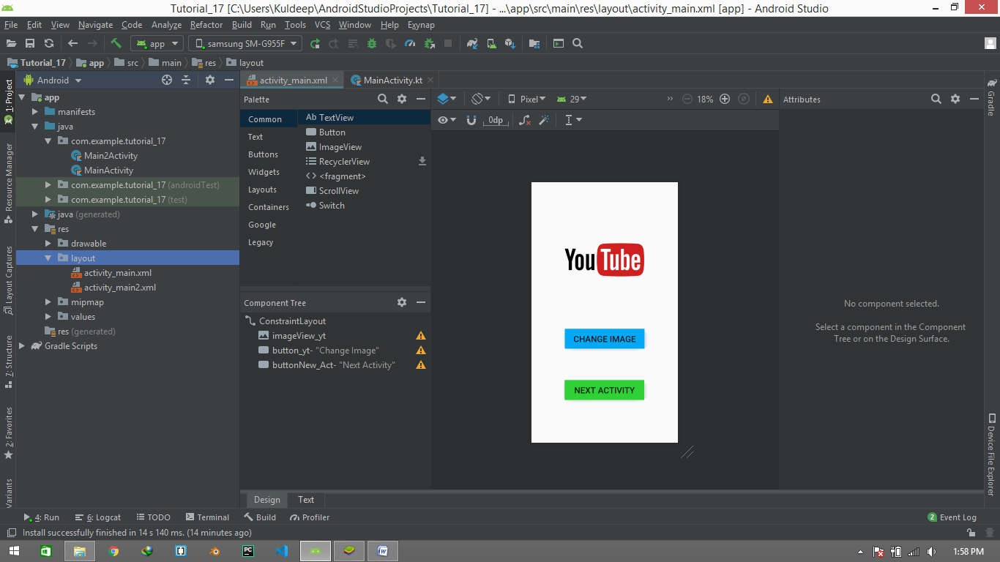 Tutorial_17 [C:\Users\Kuldeep\AndroidStudioProjects\Tutorial_17] - ...\app\src\main\res\layout\activity_main.xml [app] - Android Studio
File Edit View Navigate Code Analyze Refactor Build Run Tools VCS Window Help Exynap
app samsung SM-G955F
Tutorial_17 app src main res layout
1: Project
Resource Manager
Layout Captures
7: Structure
2: Favorites
Variants
Android
app
manifests
java
com.example.tutorial_17
Main2Activity
MainActivity
com.example.tutorial_17 (androidTest)
com.example.tutorial_17 (test)
java (generated)
res
drawable
layout
activity_main.xml
activity_main2.xml
mipmap
values
res (generated)
Gradle Scripts
activity_main.xml MainActivity.kt
Palette
Common
Text
Buttons
Widgets
Layouts
Containers
Google
Legacy
Ab TextView
Button
ImageView
RecyclerView
<> <fragment>
ScrollView
Switch
Component Tree
ConstraintLayout
imageView_yt
button_yt- "Change Image"
buttonNew_Act- "Next Activity"
Pixel 29 » 18%
0dp
YouTube
CHANGE IMAGE
NEXT ACTIVITY
Design Text
Attributes
No component selected.
Select a component in the Component
Tree or on the Design Surface.
Gradle
Device File Explorer
4: Run 6: Logcat TODO Terminal Build Profiler 2 Event Log
Install successfully finished in 14 s 140 ms. (14 minutes ago)
PC
W
1:58 PM